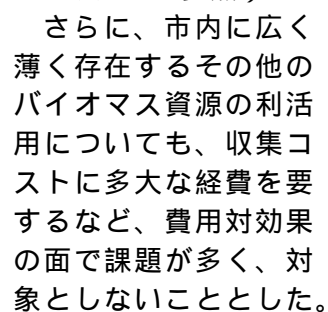 さらに、市内に広く
薄く存在するその他の
バイオマス資源の利活
用についても、収集コ
ストに多大な経費を要
するなど、費用対効果
の面で課題が多く、対
象としないこととした。